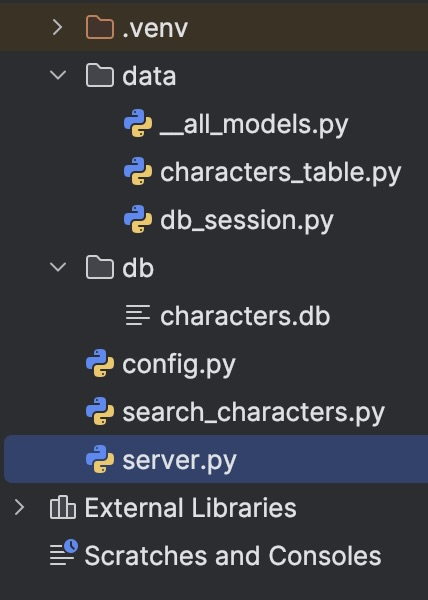 .venv
data
__all_models.py
characters_table.py
db_session.py
db
characters.db
config.py
search_characters.py
server.py
External Libraries
Scratches and Consoles